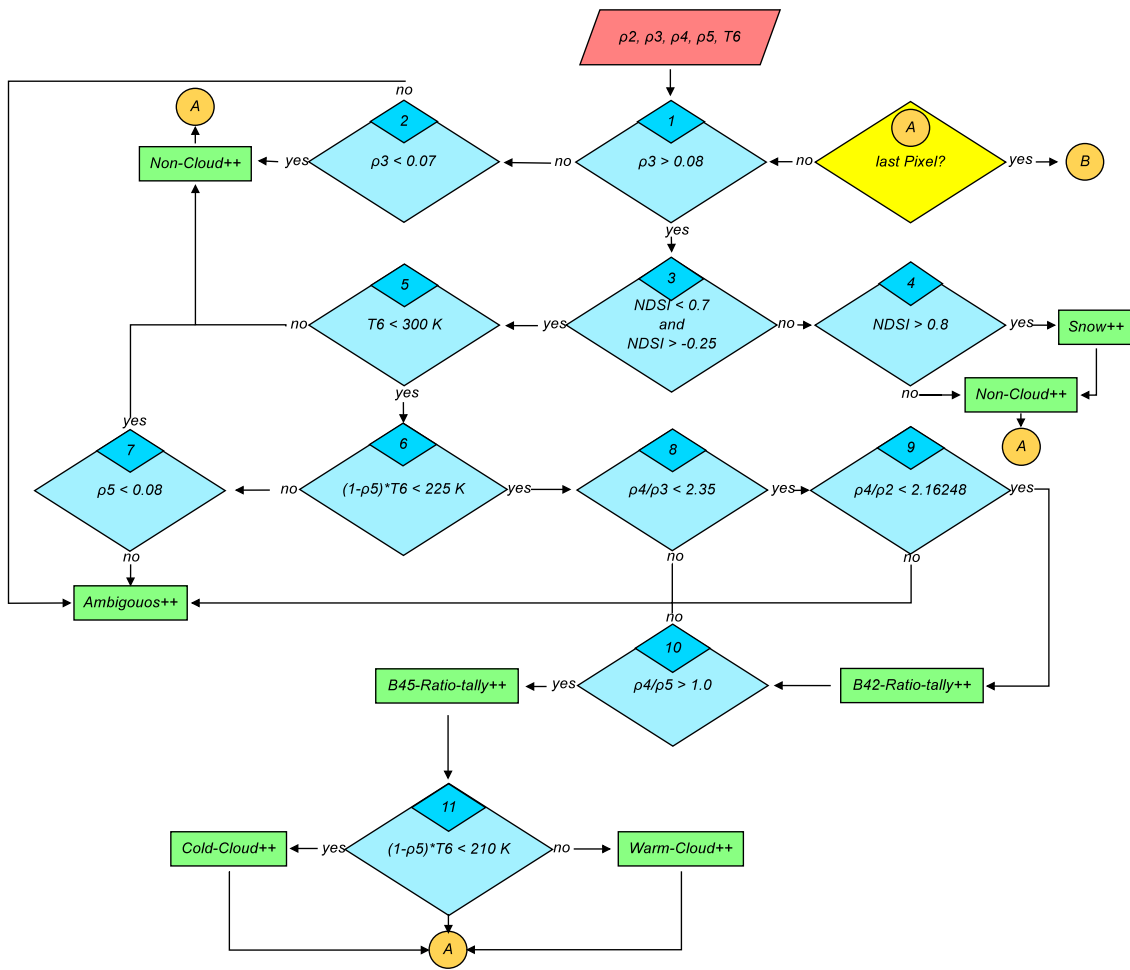 ρ2, ρ3, ρ4, ρ5, T6
no
A
2
1
A
Non-Cloud++
yes
ρ3 < 0.07
no
ρ3 > 0.08
no
last Pixel?
yes
B
yes
5
3
4
T6 < 300 K
no
yes
NDSI < 0.7
and
NDSI > -0.25
no
NDSI > 0.8
yes
Snow++
yes
no
Non-Cloud++
yes
7
6
8
9
A
ρ5 < 0.08
no
(1-ρ5)*T6 < 225 K
yes
ρ4/ρ3 < 2.35
yes
ρ4/ρ2 < 2.16248
yes
no
no
no
Ambigouos++
no
10
B45-Ratio-tally++
yes
ρ4/ρ5 > 1.0
B42-Ratio-tally++
11
Cold-Cloud++
yes
(1-ρ5)*T6 < 210 K
no
Warm-Cloud++
A